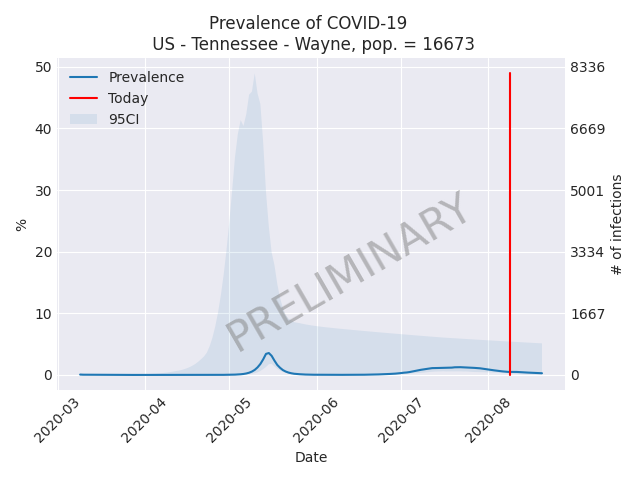 Prevalence of COVID-19
US - Tennessee - Wayne, pop. = 16673
Prevalence
Today
95CI
50
40
30
20
10
0
%
8336
6669
5001
3334
1667
0
# of infections
PRELIMINARY
2020-03
2020-04
2020-05
2020-06
2020-07
2020-08
Date